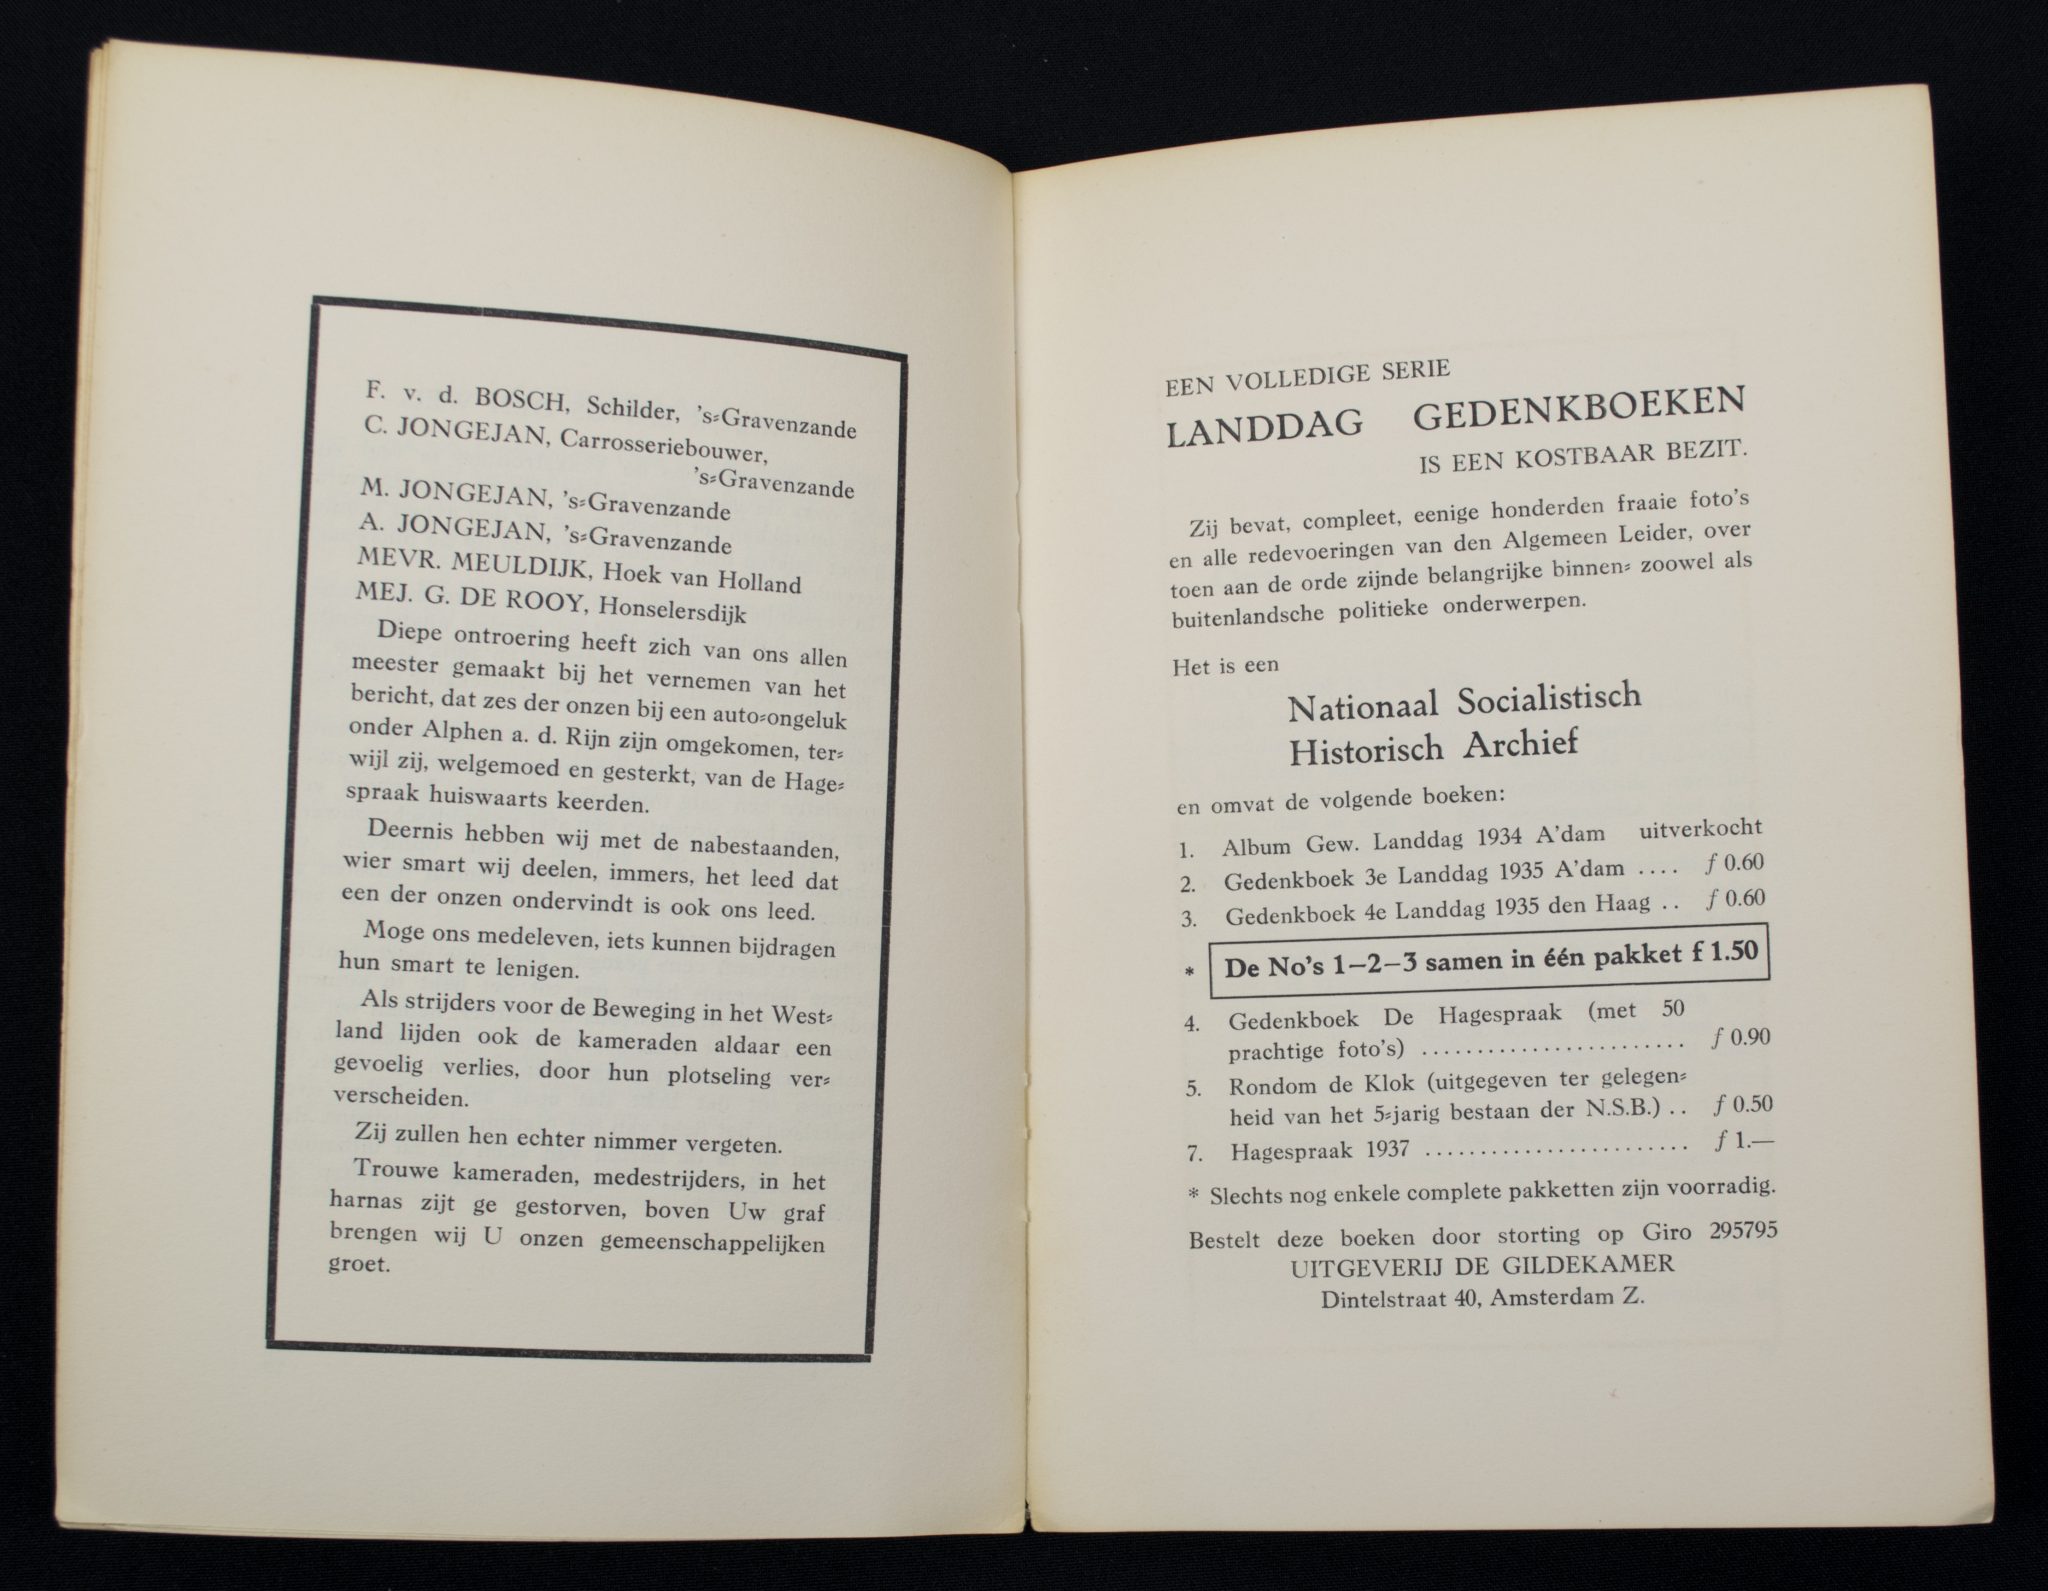 F. v. d. BOSCH, Schilder, 's-Gravenzande
C. JONGEJAN, Carrosseriebouwer,
's-Gravenzande
M. JONGEJAN, 's-Gravenzande
A. JONGEJAN, 's-Gravenzande
MEVR. MEULDIJK, Hoek van Holland
MEJ. G. DE ROOY, Honselersdijk
Diepe ontroering heeft zich van ons allen
meester gemaakt bij het vernemen van het
bericht, dat zes der onzen bij een auto-ongeluk
onder Alphen a. d. Rijn zijn omgekomen, ter-
wijl zij, welgemoed en gesterkt, van de Hage-
spraak huiswaarts keerden.
Deernis hebben wij met de nabestaanden,
wier smart wij deelen, immers, het leed dat
een der onzen ondervindt is ook ons leed.
Moge ons medeleven, iets kunnen bijdragen
hun smart te lenigen.
Als strijders voor de Beweging in het West-
land lijden ook de kameraden aldaar een
gevoelig verlies, door hun plotseling ver-
verscheiden.
Zij zullen hen echter nimmer vergeten.
Trouwe kameraden, medestrijders, in het
harnas zijt ge gestorven, boven Uw graf
brengen wij U onzen gemeenschappelijken
groet.
EEN VOLLEDIGE SERIE
LANDDAG GEDENKBOEKEN
IS EEN KOSTBAAR BEZIT.
Zij bevat, compleet, eenige honderden fraaie foto's
en alle redevoeringen van den Algemeen Leider, over
toen aan de orde zijnde belangrijke binnen- zoowel als
buitenlandsche politieke onderwerpen.
Het is een
Nationaal Socialistisch
Historisch Archief
en omvat de volgende boeken:
1. Album Gew. Landdag 1934 A'dam uitverkocht
2. Gedenkboek 3e Landdag 1935 A'dam .... f 0.60
3. Gedenkboek 4e Landdag 1935 den Haag .. f 0.60
* De No's 1-2-3 samen in één pakket f 1.50
4. Gedenkboek De Hagespraak (met 50
prachtige foto's) ........................ f 0.90
5. Rondom de Klok (uitgegeven ter gelegen-
heid van het 5-jarig bestaan der N.S.B.) .. f 0.50
7. Hagespraak 1937 ........................ f 1.—
* Slechts nog enkele complete pakketten zijn voorradig.
Bestelt deze boeken door storting op Giro 295795
UITGEVERIJ DE GILDEKAMER
Dintelstraat 40, Amsterdam Z.